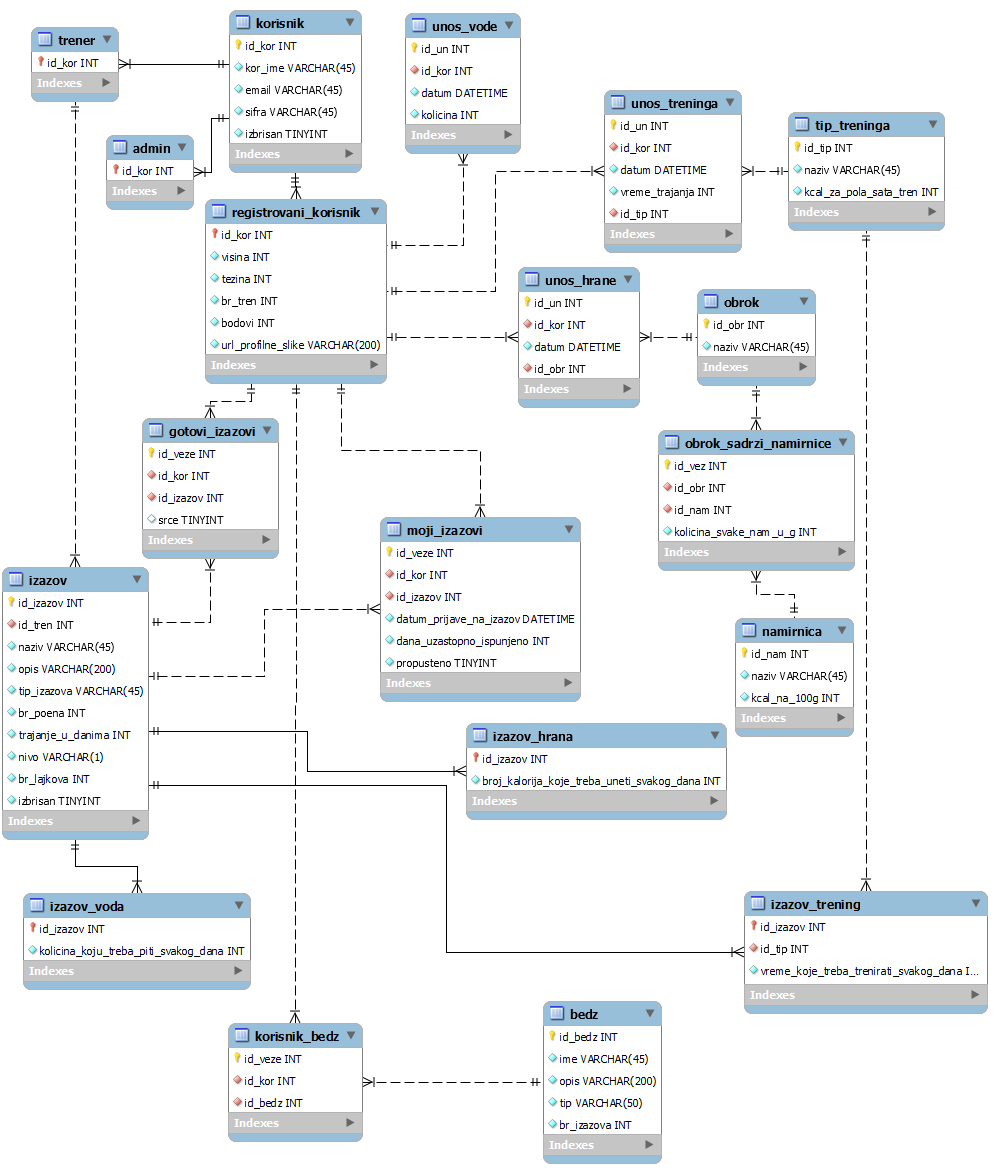 trener
id_kor INT
Indexes
korisnik
id_kor INT
kor_ime VARCHAR(45)
email VARCHAR(45)
sifra VARCHAR(45)
izbrisan TINYINT
Indexes
admin
id_kor INT
Indexes
unos_vode
id_un INT
id_kor INT
datum DATETIME
kolicina INT
Indexes
unos_treninga
id_un INT
id_kor INT
datum DATETIME
vreme_trajanja INT
id_tip INT
Indexes
tip_treninga
id_tip INT
naziv VARCHAR(45)
kcal_za_pola_sata_tren INT
Indexes
registrovani_korisnik
id_kor INT
visina INT
tezina INT
br_tren INT
bodovi INT
url_profilne_slike VARCHAR(200)
Indexes
unos_hrane
id_un INT
id_kor INT
datum DATETIME
id_obr INT
Indexes
obrok
id_obr INT
naziv VARCHAR(45)
Indexes
gotovi_izazovi
id_veze INT
id_kor INT
id_izazov INT
srce TINYINT
Indexes
obrok_sadrzi_namirnice
id_vez INT
id_obr INT
id_nam INT
kolicina_svake_nam_u_g INT
Indexes
moji_izazovi
id_veze INT
id_kor INT
id_izazov INT
datum_prijave_na_izazov DATETIME
dana_uzastopno_ispunjeno INT
propusteno TINYINT
Indexes
izazov
id_izazov INT
id_tren INT
naziv VARCHAR(45)
opis VARCHAR(200)
tip_izazova VARCHAR(45)
br_poena INT
trajanje_u_danima INT
nivo VARCHAR(1)
br_lajkova INT
izbrisan TINYINT
Indexes
namirnica
id_nam INT
naziv VARCHAR(45)
kcal_na_100g INT
Indexes
izazov_hrana
id_izazov INT
broj_kalorija_koje_treba_uneti_svakog_dana INT
Indexes
izazov_voda
id_izazov INT
kolicina_koju_treba_piti_svakog_dana INT
Indexes
izazov_trening
id_izazov INT
id_tip INT
vreme_koje_treba_trenirati_svakog_dana I...
Indexes
korisnik_bedz
id_veze INT
id_kor INT
id_bedz INT
Indexes
bedz
id_bedz INT
ime VARCHAR(45)
opis VARCHAR(200)
tip VARCHAR(50)
br_izazova INT
Indexes